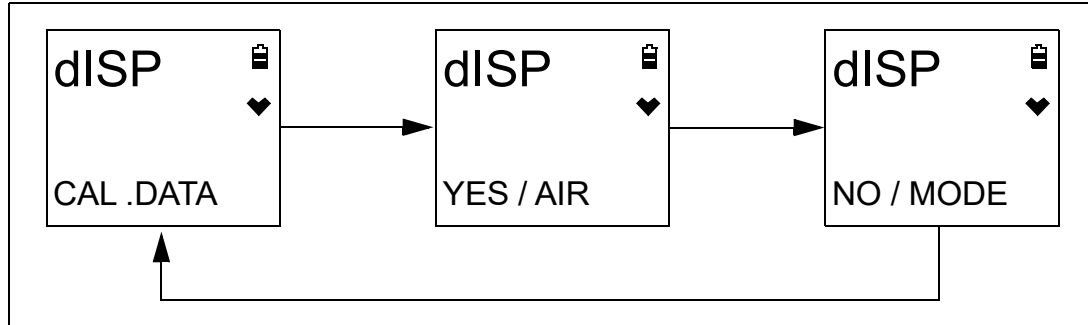 dISP
CAL .DATA
dISP
YES / AIR
dISP
NO / MODE